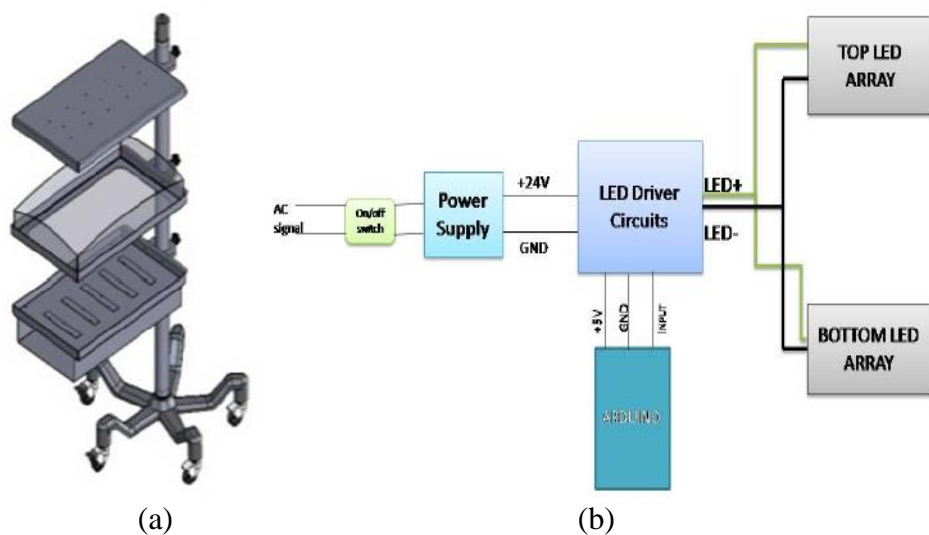 TOP LED
ARRAY
+24V
LED Driver
Circuits
LED+
AC
signal
On/off
switch
Power
Supply
LED-
GND
+5V
GND
INPUT
BOTTOM LED
ARRAY
ARDUINO
(a)
(b)